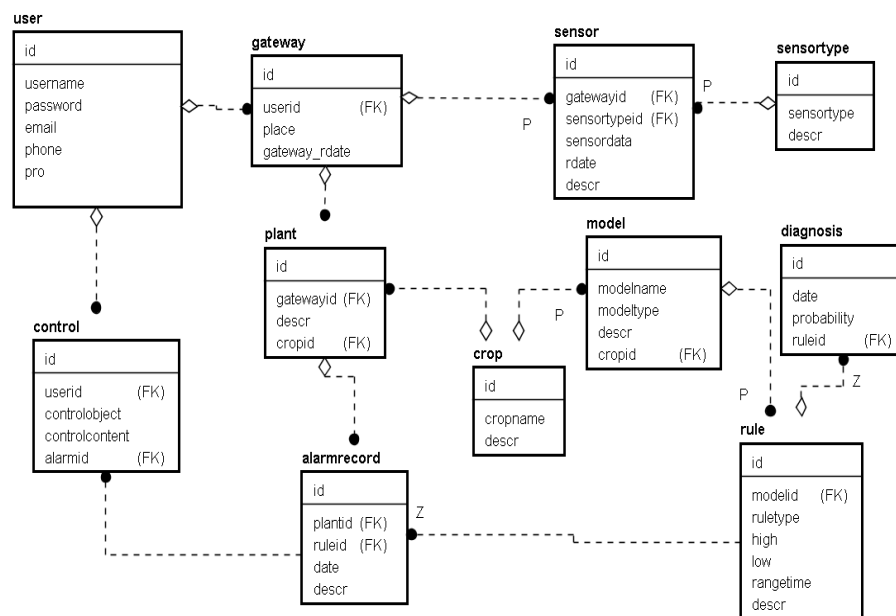 user
id
username
password
email
phone
pro
gateway
id
userid (FK)
place
gateway_rdate
sensor
id
gatewayid (FK)
sensortypeid (FK)
sensordata
rdate
descr
sensortype
id
sensortype
descr
P
P
plant
id
gatewayid (FK)
descr
cropid (FK)
model
id
modelname
modeltype
descr
cropid (FK)
diagnosis
id
date
probability
ruleid (FK)
P
control
id
userid (FK)
controlobject
controlcontent
alarmid (FK)
crop
id
cropname
descr
P
Z
alarmrecord
id
plantid (FK)
ruleid (FK)
date
descr
Z
rule
id
modelid (FK)
ruletype
high
low
rangetime
descr